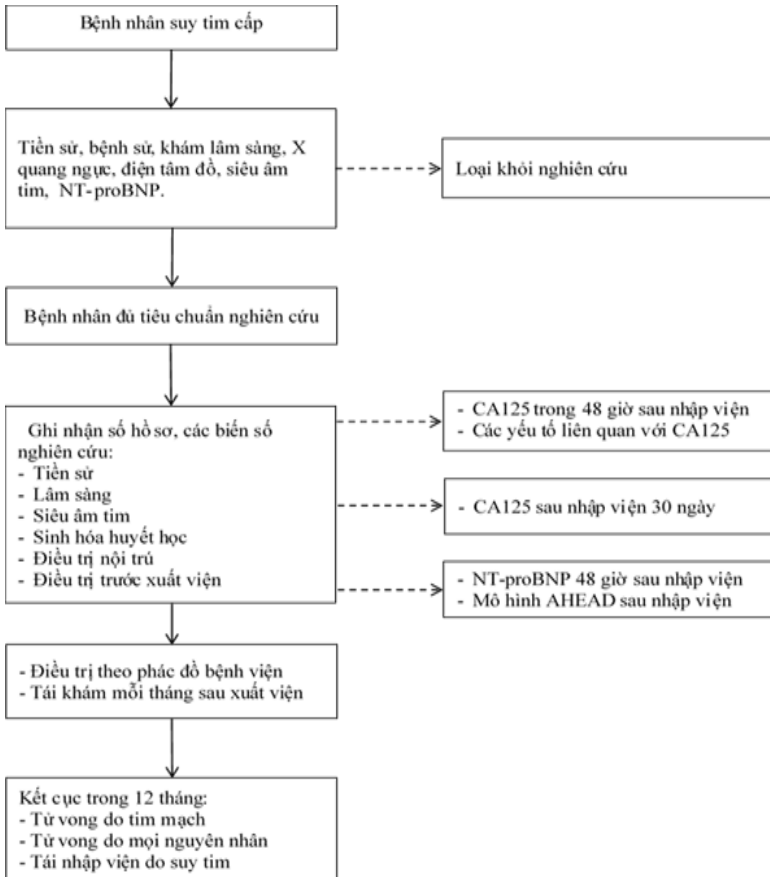 Bệnh nhân suy tim cấp
Tiền sử, bệnh sử, khám lâm sàng, X
quang ngực, điện tâm đồ, siêu âm
tim, NT-proBNP.
Loại khỏi nghiên cứu
Bệnh nhân đủ tiêu chuẩn nghiên cứu
Ghi nhận số hồ sơ, các biến số
nghiên cứu:
- Tiền sử
- Lâm sàng
- Siêu âm tim
- Sinh hóa huyết học
- Điều trị nội trú
- Điều trị trước xuất viện
- CA125 trong 48 giờ sau nhập viện
- Các yếu tố liên quan với CA125
- CA125 sau nhập viện 30 ngày
- NT-proBNP 48 giờ sau nhập viện
- Mô hình AHEAD sau nhập viện
- Điều trị theo phác đồ bệnh viện
- Tái khám mỗi tháng sau xuất viện
Kết cục trong 12 tháng:
- Tử vong do tim mạch
- Tử vong do mọi nguyên nhân
- Tái nhập viện do suy tim